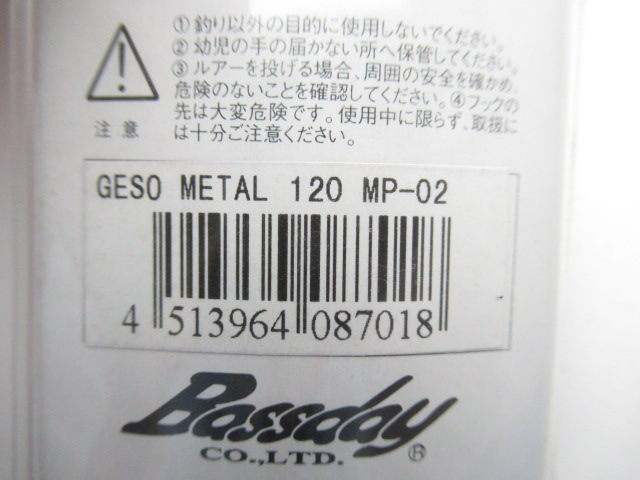 ①釣り以外の目的に使用しないでください。
②幼児の手の届かない所へ保管してください。
③ルアーを投げる場合、周囲の安全を確かめ、
危険のないことを確認してください。④フックの
先は大変危険です。使用中に限らず、取扱に
は十分ご注意ください。
注意
GESO METAL 120 MP-02
4 513964 087018
Bassday®
CO.,LTD.